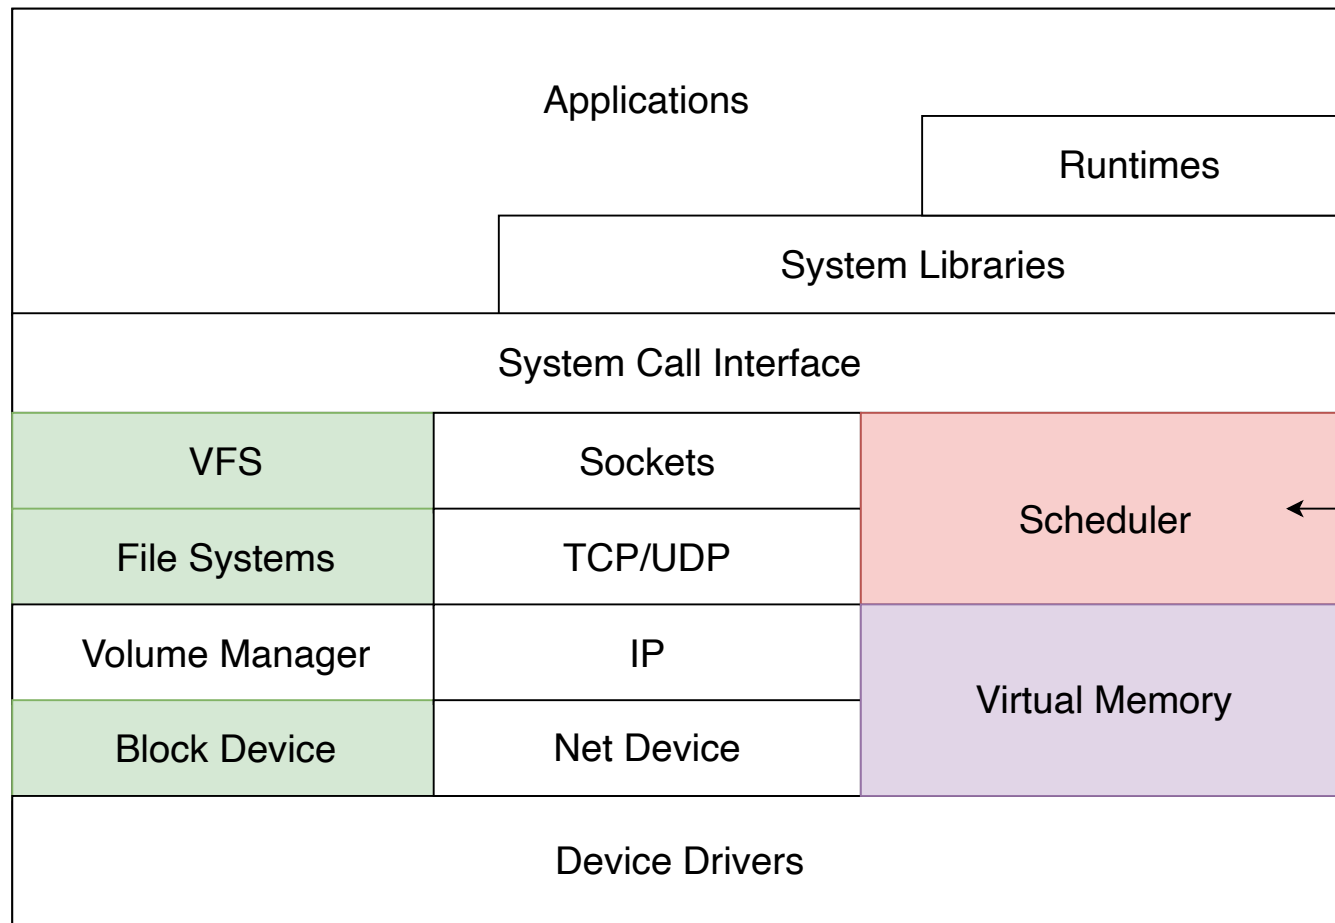 Applications
Runtimes
System Libraries
System Call Interface
VFS
Sockets
Scheduler
File Systems
TCP/UDP
Volume Manager
IP
Virtual Memory
Block Device
Net Device
Device Drivers